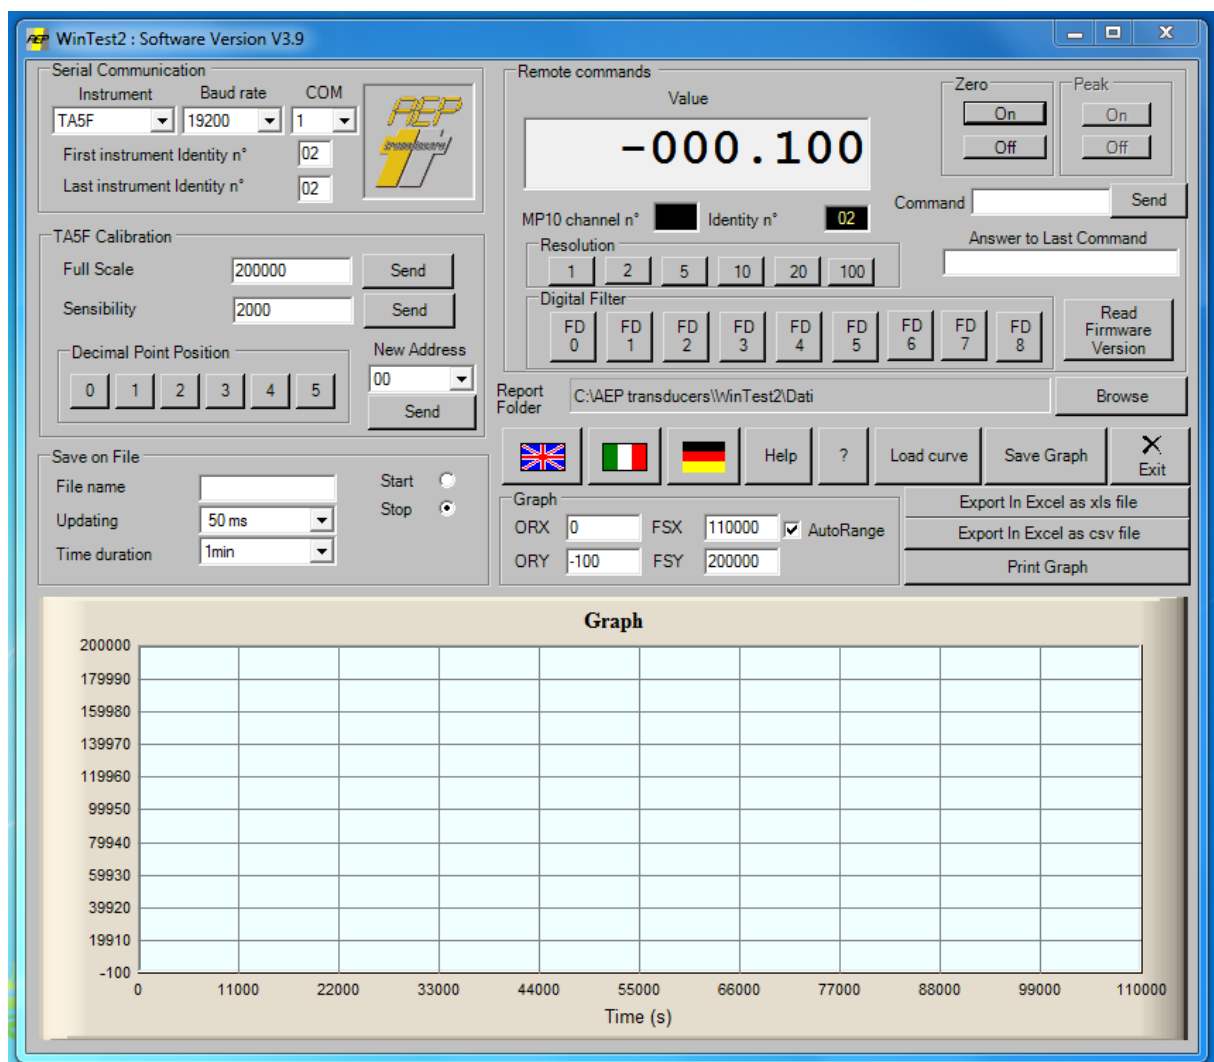 AEP WinTest2 : Software Version V3.9
Serial Communication
Instrument Baud rate COM
TA5F 19200 1
First instrument Identity n° 02
Last instrument Identity n° 02
AEP
transducers
TA5F Calibration
Full Scale 200000 Send
Sensibility 2000 Send
Decimal Point Position
0 1 2 3 4 5
New Address
00
Send
Save on File
File name
Updating 50 ms
Time duration 1min
Start
Stop
Remote commands
Value
-000.100
Zero
On
Off
Peak
On
Off
MP10 channel n° Identity n° 02
Command Send
Answer to Last Command
Resolution
1 2 5 10 20 100
Digital Filter
FD 0 FD 1 FD 2 FD 3 FD 4 FD 5 FD 6 FD 7 FD 8
Read
Firmware
Version
Report
Folder
C:\AEP transducers\WinTest2\Dati
Browse
Help ? Load curve Save Graph X Exit
Graph
ORX 0 FSX 110000 AutoRange
ORY -100 FSY 200000
Export In Excel as xls file
Export In Excel as csv file
Print Graph
Graph
200000
179990
159980
139970
119960
99950
79940
59930
39920
19910
-100
0 11000 22000 33000 44000 55000 66000 77000 88000 99000 110000
Time (s)